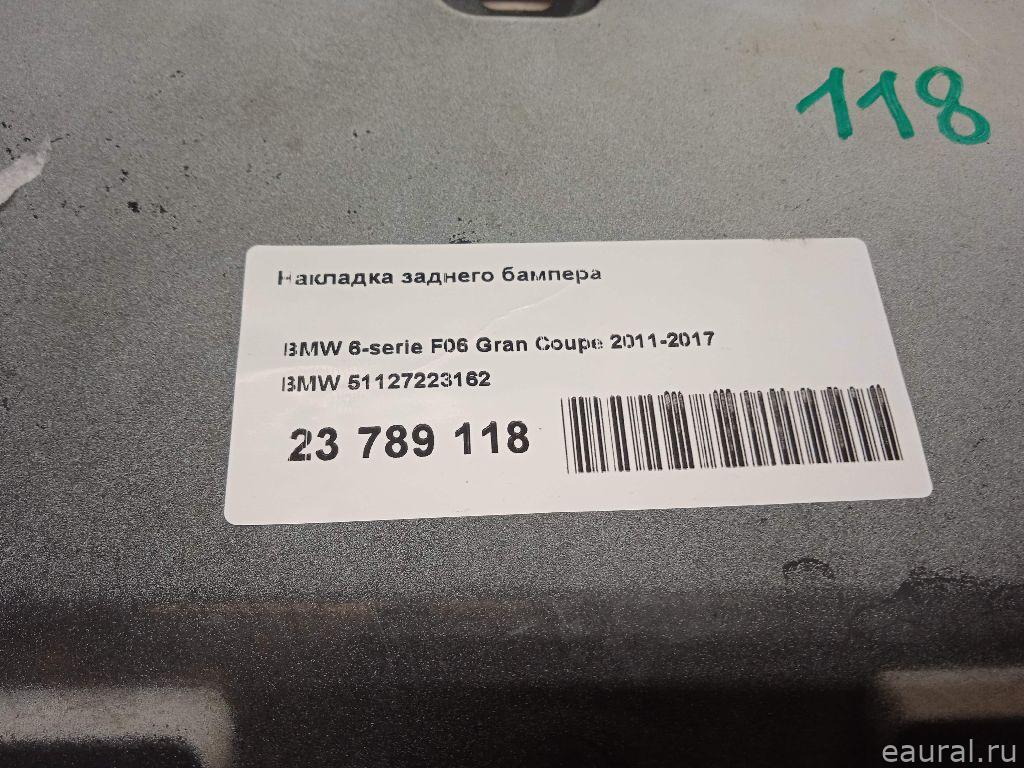 118
Накладка заднего бампера
BMW 6-serie F06 Gran Coupe 2011-2017
BMW 51127223162
23 789 118
eaural.ru